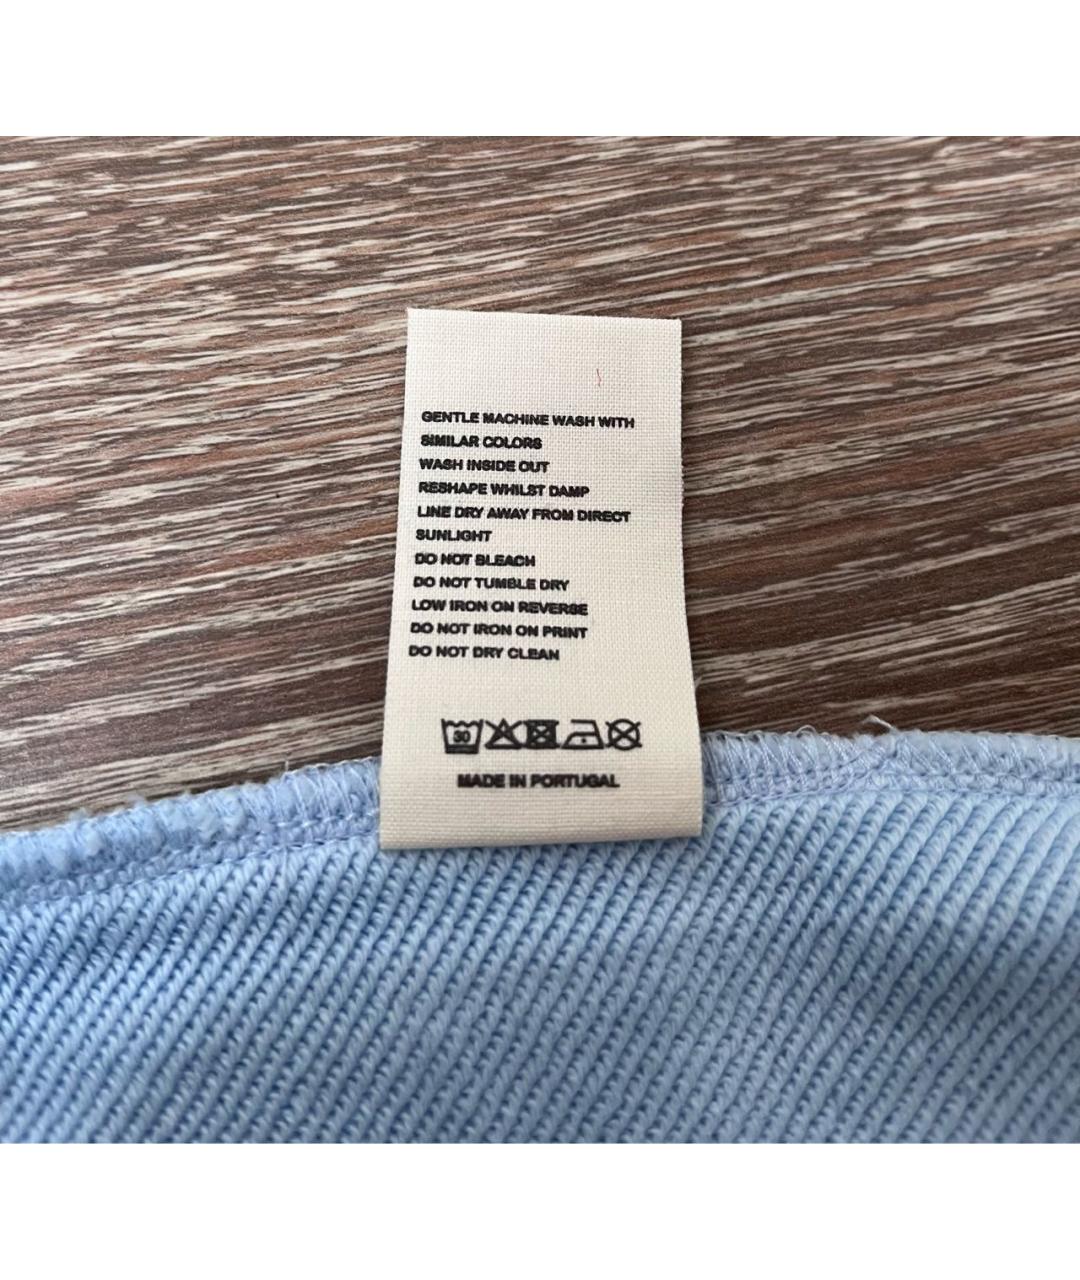 GENTLE MACHINE WASH WITH
SIMILAR COLORS
WASH INSIDE OUT
RESHAPE WHILST DAMP
LINE DRY AWAY FROM DIRECT
SUNLIGHT
DO NOT BLEACH
DO NOT TUMBLE DRY
LOW IRON ON REVERSE
DO NOT IRON ON PRINT
DO NOT DRY CLEAN
30
MADE IN PORTUGAL